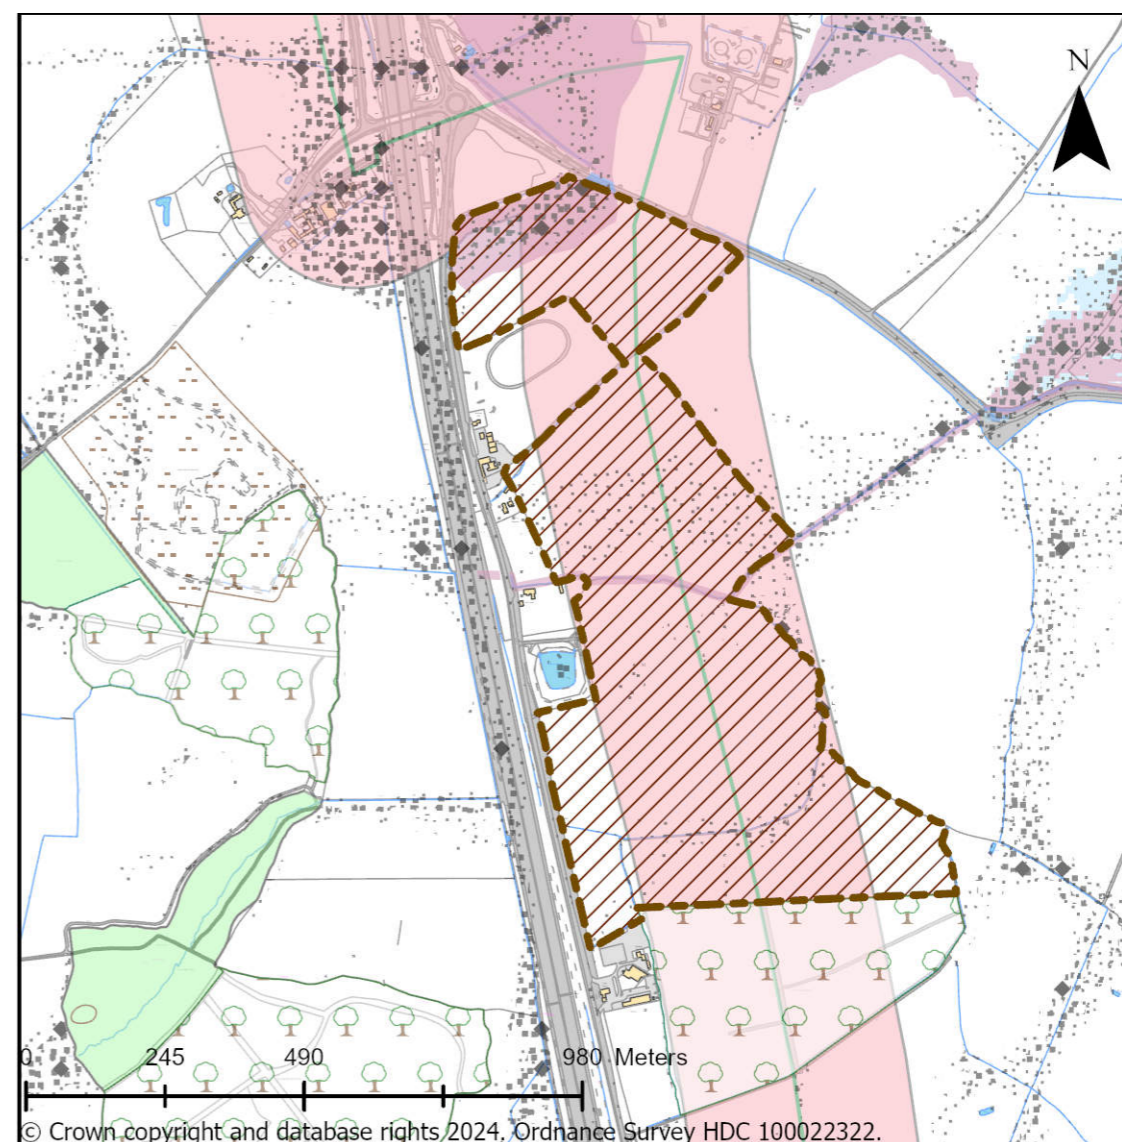 N
0 245 490 980 Meters
© Crown copyright and database rights 2024. Ordnance Survey HDC 100022322.